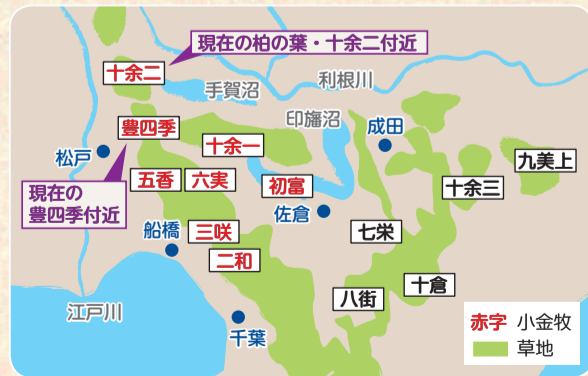 現在の柏の葉・十余二付近
十余二
手賀沼
利根川
印旛沼
成田
豊四季
十余一
松戸
九美上
五香
六実
初富
十余三
現在の
豊四季付近
佐倉
船橋
三咲
七栄
二和
十倉
八街
江戸川
千葉
赤字 小金牧
草地